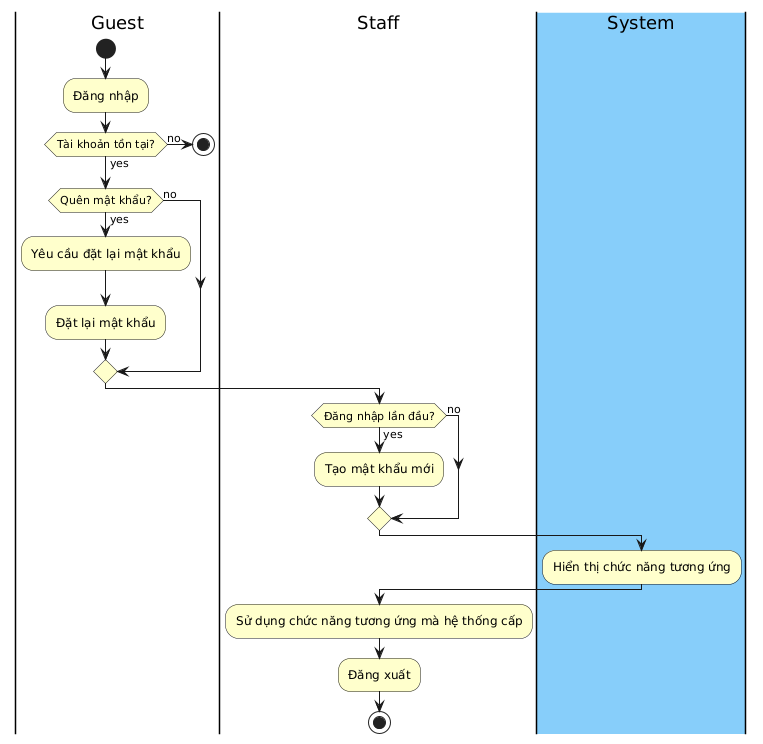 Guest
Staff
System
Đăng nhập
Tài khoản tồn tại?
no
yes
Quên mật khẩu?
no
yes
Yêu cầu đặt lại mật khẩu
Đặt lại mật khẩu
Đăng nhập lần đầu?
no
yes
Tạo mật khẩu mới
Hiển thị chức năng tương ứng
Sử dụng chức năng tương ứng mà hệ thống cấp
Đăng xuất